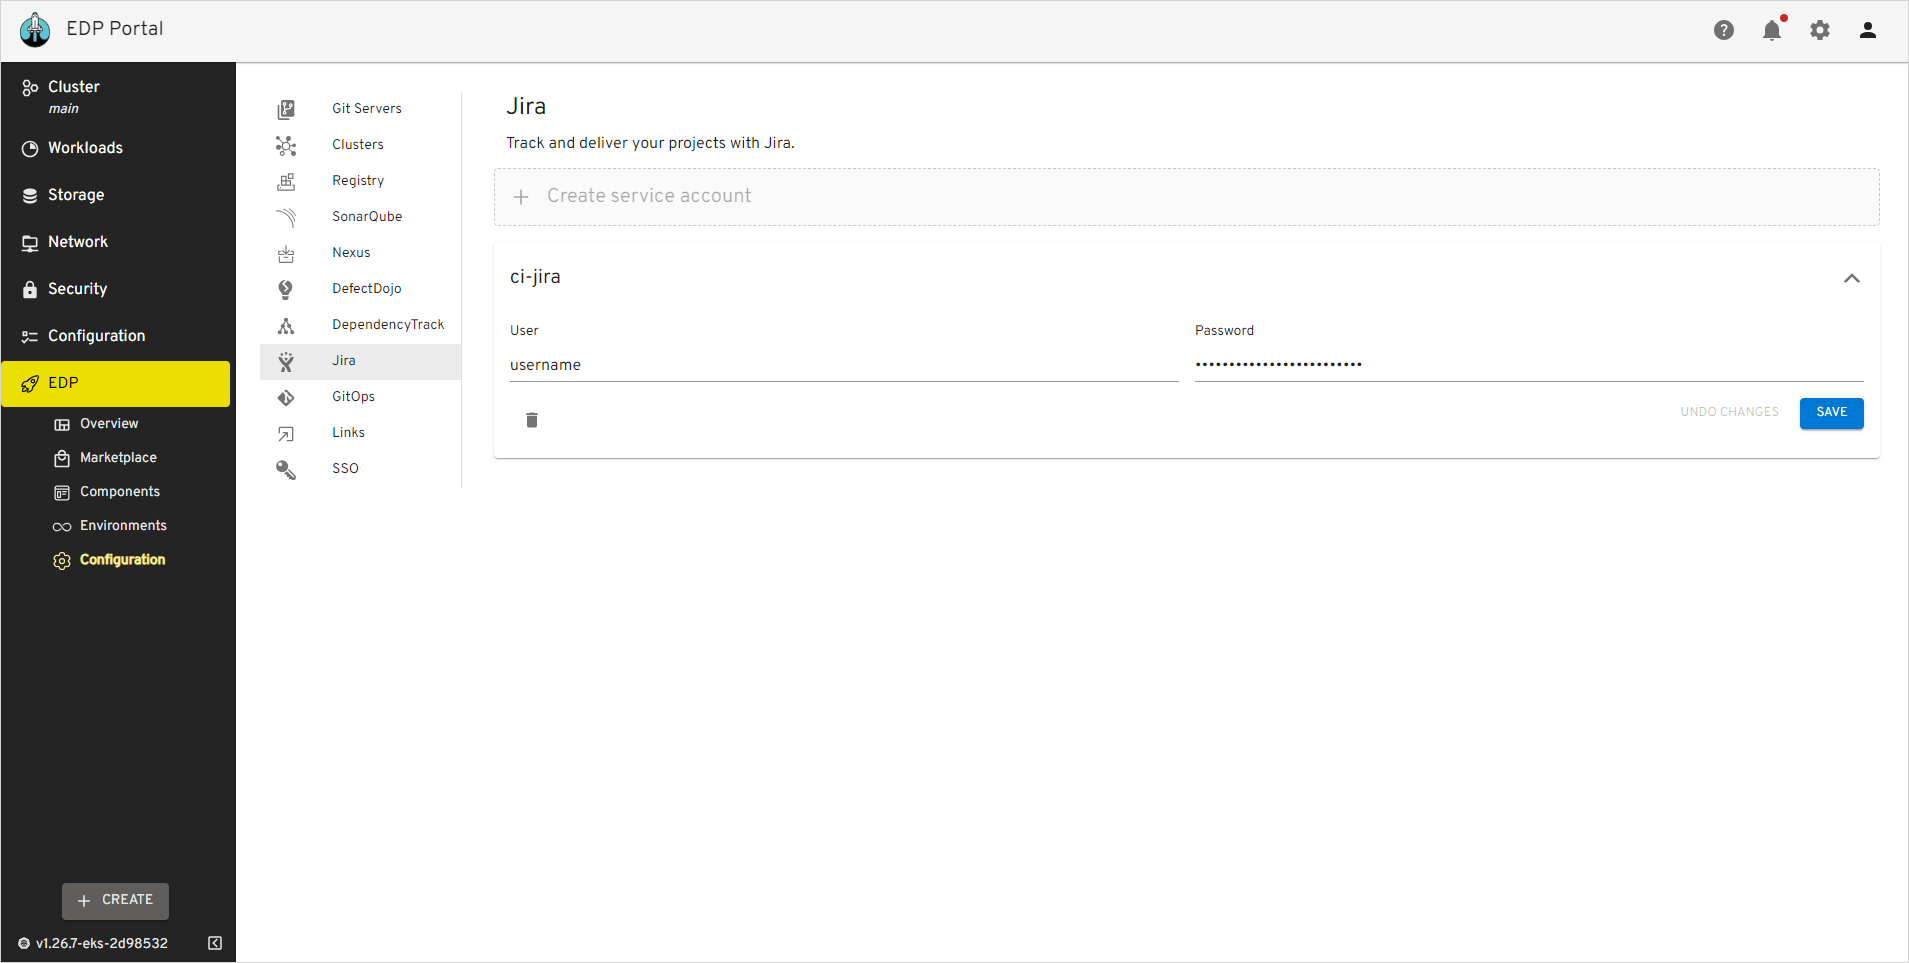 EDP Portal
Cluster
main
Workloads
Storage
Network
Security
Configuration
EDP
Overview
Marketplace
Components
Environments
Configuration
CREATE
v1.26.7-eks-2d98532
Git Servers
Clusters
Registry
SonarQube
Nexus
DefectDojo
DependencyTrack
Jira
GitOps
Links
SSO
Jira
Track and deliver your projects with Jira.
Create service account
ci-jira
User
Password
username
•••••••••••••••••••••••••
UNDO CHANGES
SAVE